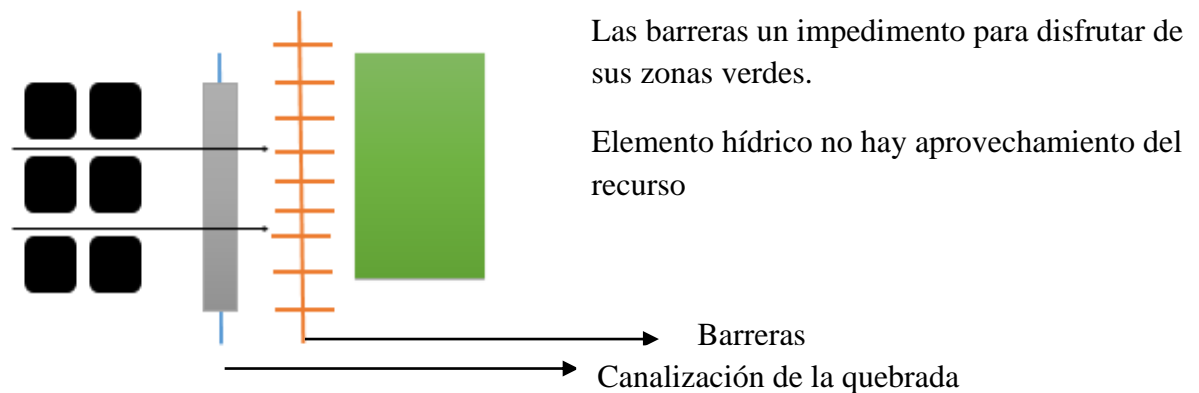 Las barreras un impedimento para disfrutar de
sus zonas verdes.
Elemento hídrico no hay aprovechamiento del
recurso
Barreras
Canalización de la quebrada